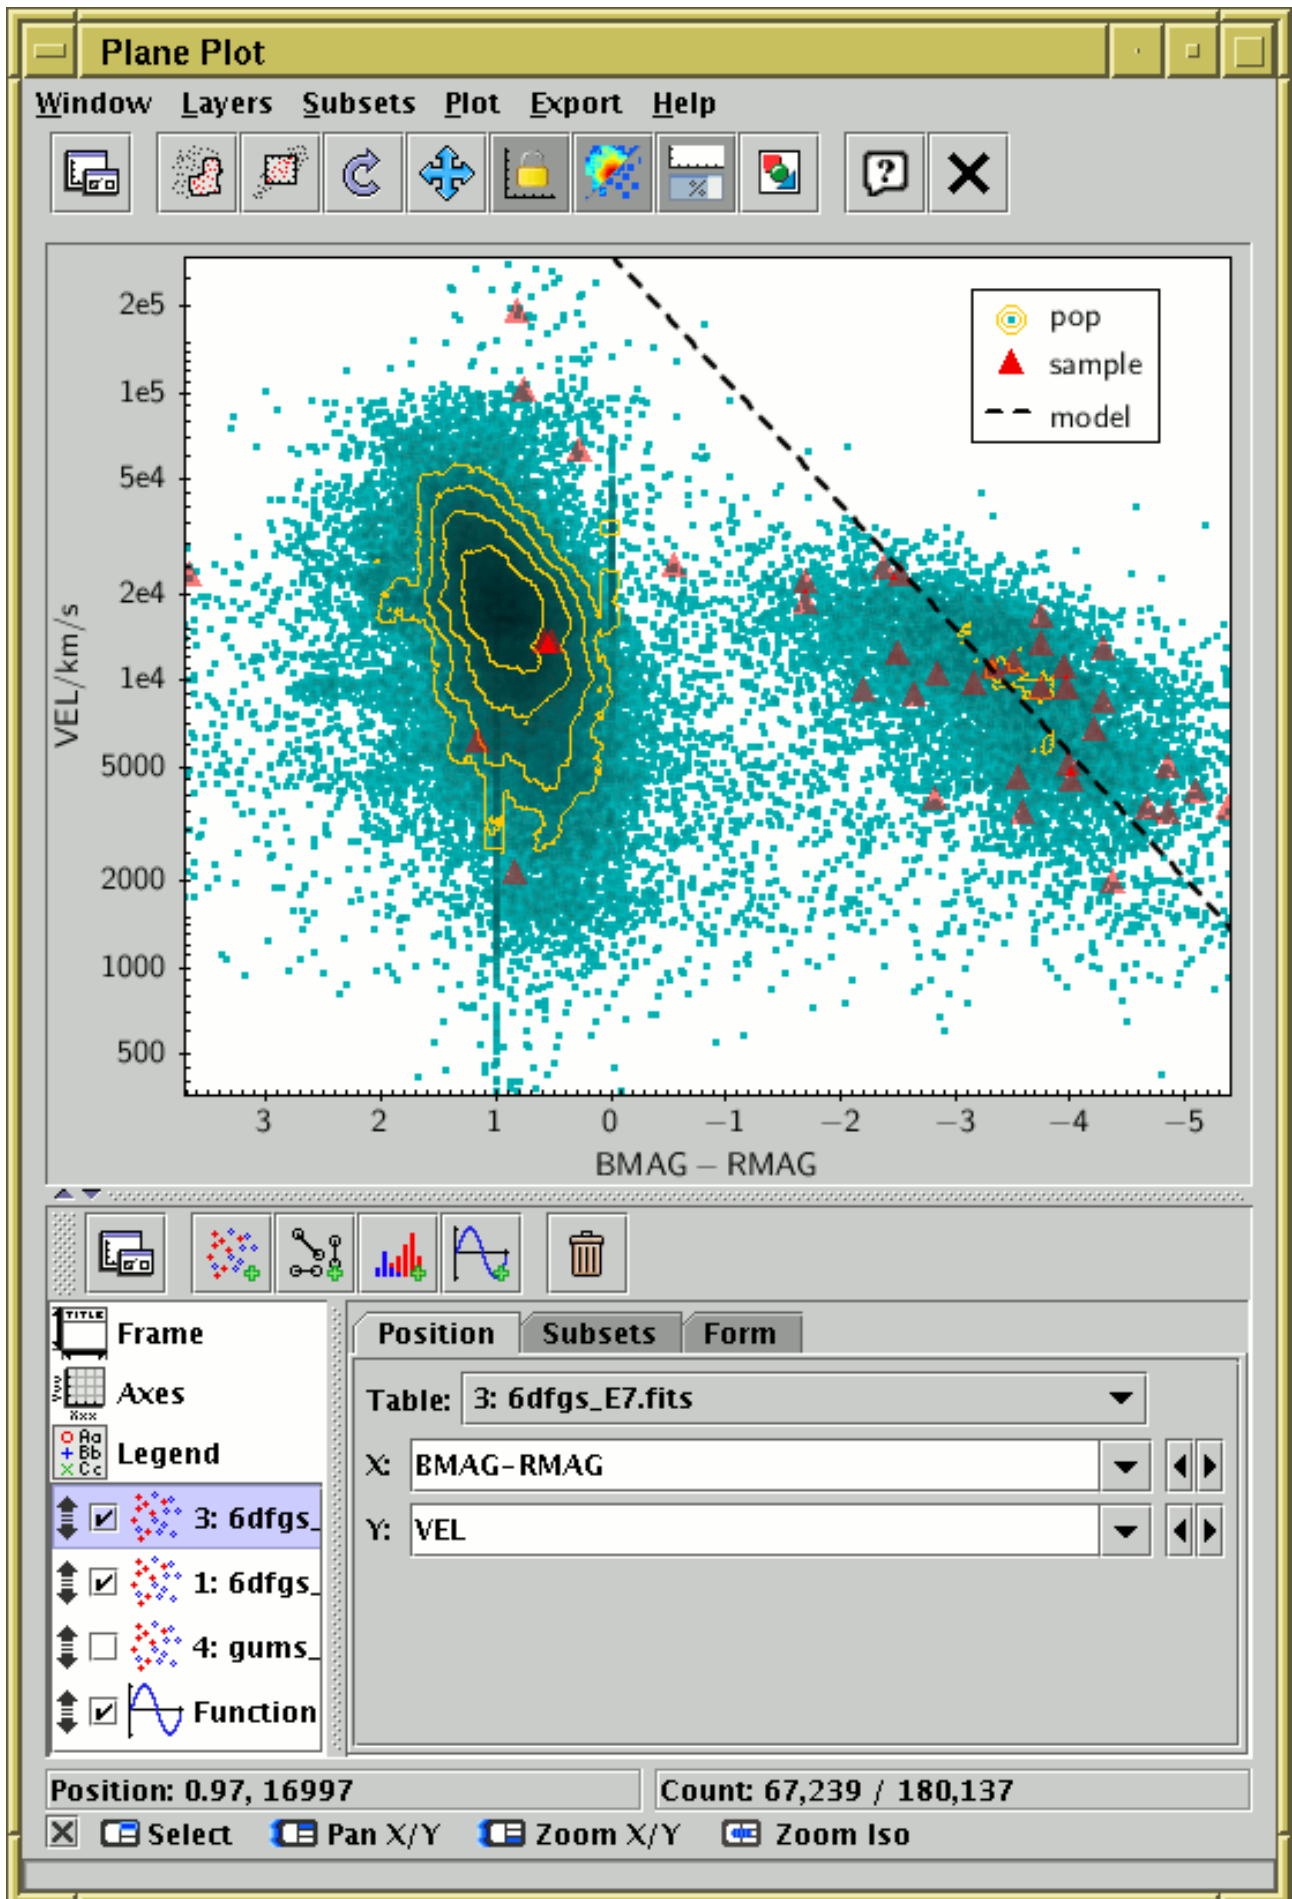 Plane Plot
Window Layers Subsets Plot Export Help
2e5
1e5
5e4
2e4
1e4
5000
2000
1000
500
VEL/km/s
pop
sample
model
3 2 1 0 −1 −2 −3 −4 −5
BMAG − RMAG
TITLE
Frame
Axes
Legend
3: 6dfgs_
1: 6dfgs_
4: gums_
Function
Position Subsets Form
Table: 3: 6dfgs_E7.fits
X: BMAG-RMAG
Y: VEL
Position: 0.97, 16997 Count: 67,239 / 180,137
Select Pan X/Y Zoom X/Y Zoom Iso